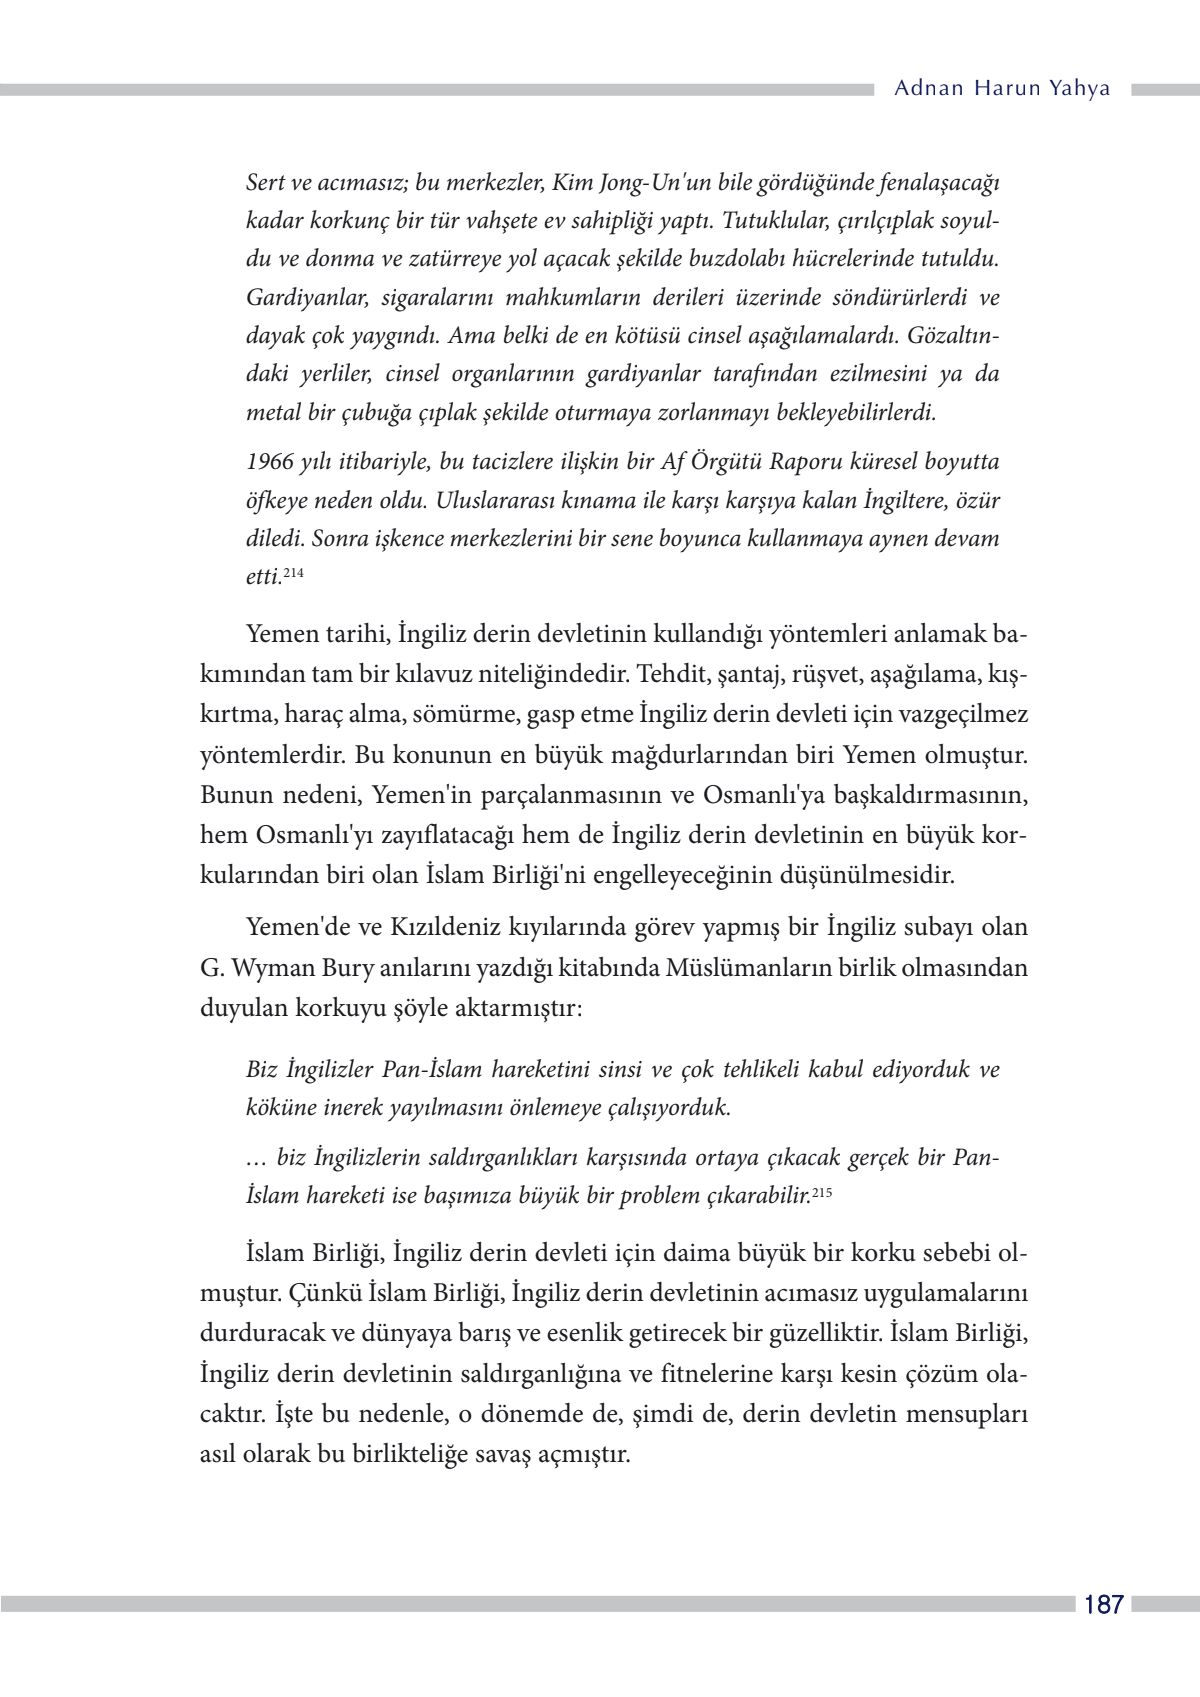 Adnan Harun Yahya
Sert ve acımasız; bu merkezler, Kim Jong-Un'un bile gördüğünde fenalaşacağı
kadar korkunç bir tür vahşete ev sahipliği yaptı. Tutuklular, çırılçıplak soyul-
du ve donma ve zatürreye yol açacak şekilde buzdolabı hücrelerinde tutuldu.
Gardiyanlar, sigaralarını mahkumların derileri üzerinde söndürürlerdi ve
dayak çok yaygındı. Ama belki de en kötüsü cinsel aşağılamalardı. Gözaltın-
daki yerliler, cinsel organlarının gardiyanlar tarafından ezilmesini ya da
metal bir çubuğa çıplak şekilde oturmaya zorlanmayı bekleyebilirlerdi.
1966 yılı itibariyle, bu tacizlere ilişkin bir Af Örgütü Raporu küresel boyutta
öfkeye neden oldu. Uluslararası kınama ile karşı karşıya kalan İngiltere, özür
diledi. Sonra işkence merkezlerini bir sene boyunca kullanmaya aynen devam
etti.214
Yemen tarihi, İngiliz derin devletinin kullandığı yöntemleri anlamak ba-
kımından tam bir kılavuz niteliğindedir. Tehdit, şantaj, rüşvet, aşağılama, kış-
kırtma, haraç alma, sömürme, gasp etme İngiliz derin devleti için vazgeçilmez
yöntemlerdir. Bu konunun en büyük mağdurlarından biri Yemen olmuştur.
Bunun nedeni, Yemen'in parçalanmasının ve Osmanlı'ya başkaldırmasının,
hem Osmanlı'yı zayıflatacağı hem de İngiliz derin devletinin en büyük kor-
kularından biri olan İslam Birliği'ni engelleyeceğinin düşünülmesidir.
Yemen'de ve Kızıldeniz kıyılarında görev yapmış bir İngiliz subayı olan
G. Wyman Bury anılarını yazdığı kitabında Müslümanların birlik olmasından
duyulan korkuyu şöyle aktarmıştır:
Biz İngilizler Pan-İslam hareketini sinsi ve çok tehlikeli kabul ediyorduk ve
köküne inerek yayılmasını önlemeye çalışıyorduk.
… biz İngilizlerin saldırganlıkları karşısında ortaya çıkacak gerçek bir Pan-
İslam hareketi ise başımıza büyük bir problem çıkarabilir.215
İslam Birliği, İngiliz derin devleti için daima büyük bir korku sebebi ol-
muştur. Çünkü İslam Birliği, İngiliz derin devletinin acımasız uygulamalarını
durduracak ve dünyaya barış ve esenlik getirecek bir güzelliktir. İslam Birliği,
İngiliz derin devletinin saldırganlığına ve fitnelerine karşı kesin çözüm ola-
caktır. İşte bu nedenle, o dönemde de, şimdi de, derin devletin mensupları
asıl olarak bu birlikteliğe savaş açmıştır.
187